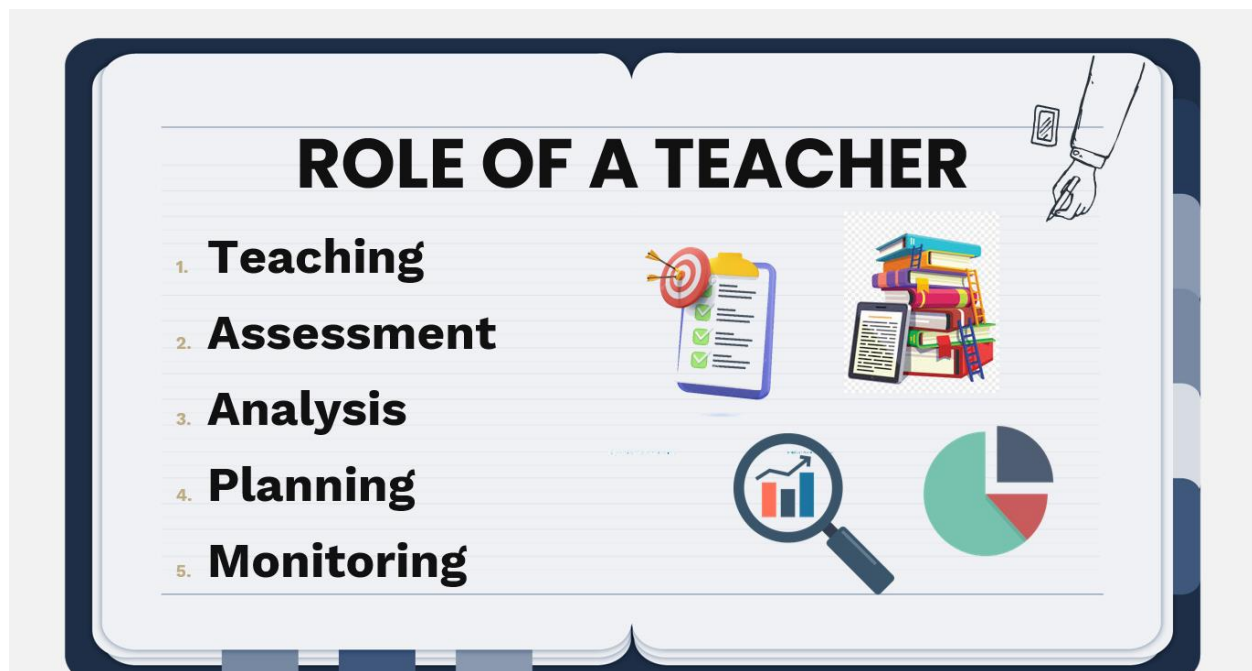 ROLE OF A TEACHER
1. Teaching
2. Assessment
3. Analysis
4. Planning
5. Monitoring